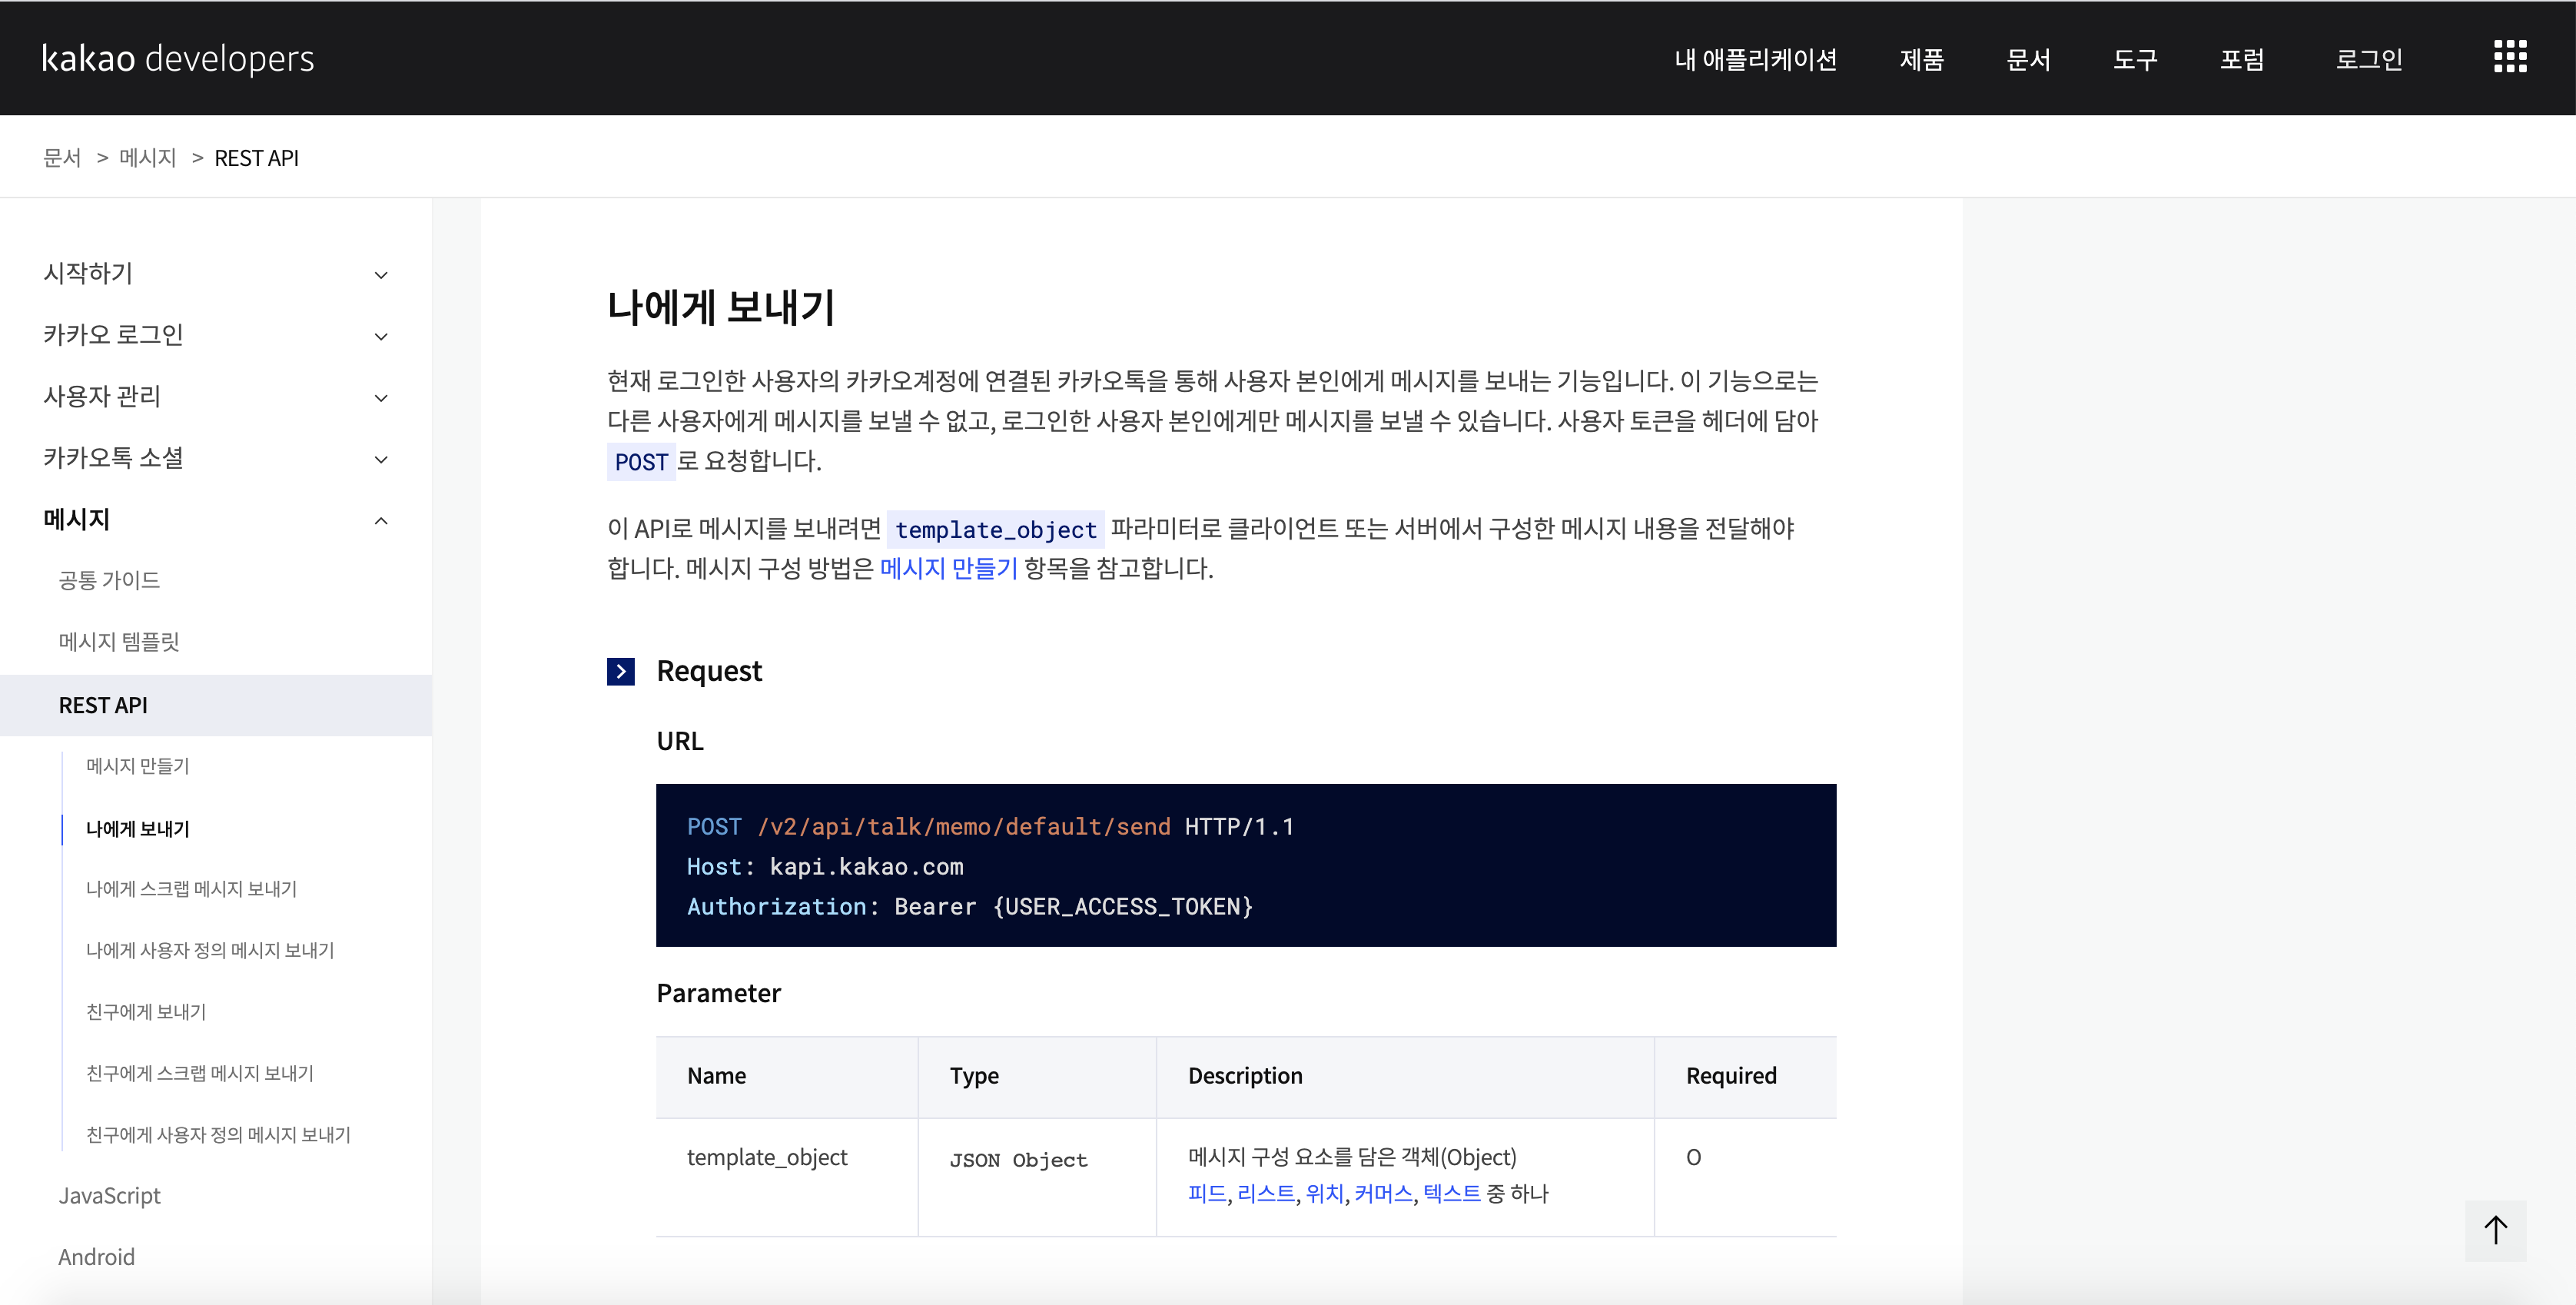 kakao developers
내 애플리케이션 제품 문서 도구 포럼 로그인
문서 > 메시지 > REST API
시작하기
카카오 로그인
사용자 관리
카카오톡 소셜
메시지
공통 가이드
메시지 템플릿
REST API
메시지 만들기
나에게 보내기
나에게 스크랩 메시지 보내기
나에게 사용자 정의 메시지 보내기
친구에게 보내기
친구에게 스크랩 메시지 보내기
친구에게 사용자 정의 메시지 보내기
JavaScript
Android
나에게 보내기
현재 로그인한 사용자의 카카오계정에 연결된 카카오톡을 통해 사용자 본인에게 메시지를 보내는 기능입니다. 이 기능으로는
다른 사용자에게 메시지를 보낼 수 없고, 로그인한 사용자 본인에게만 메시지를 보낼 수 있습니다. 사용자 토큰을 헤더에 담아
POST 로 요청합니다.
이 API로 메시지를 보내려면 template_object 파라미터로 클라이언트 또는 서버에서 구성한 메시지 내용을 전달해야
합니다. 메시지 구성 방법은 메시지 만들기 항목을 참고합니다.
Request
URL
POST /v2/api/talk/memo/default/send HTTP/1.1
Host: kapi.kakao.com
Authorization: Bearer {USER_ACCESS_TOKEN}
Parameter
Name Type Description Required
template_object JSON Object 메시지 구성 요소를 담은 객체(Object) O
피드, 리스트, 위치, 커머스, 텍스트 중 하나